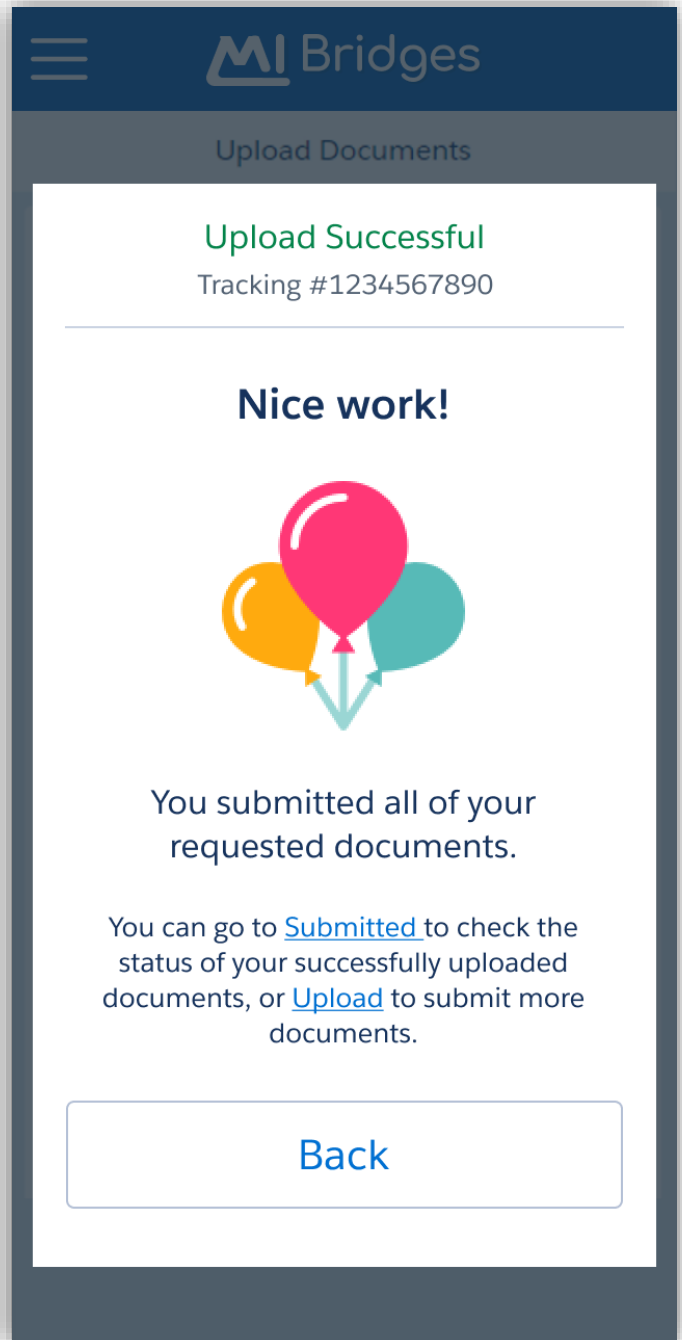 MI Bridges
Upload Documents
Upload Successful
Tracking #1234567890
Nice work!
You submitted all of your
requested documents.
You can go to Submitted to check the
status of your successfully uploaded
documents, or Upload to submit more
documents.
Back